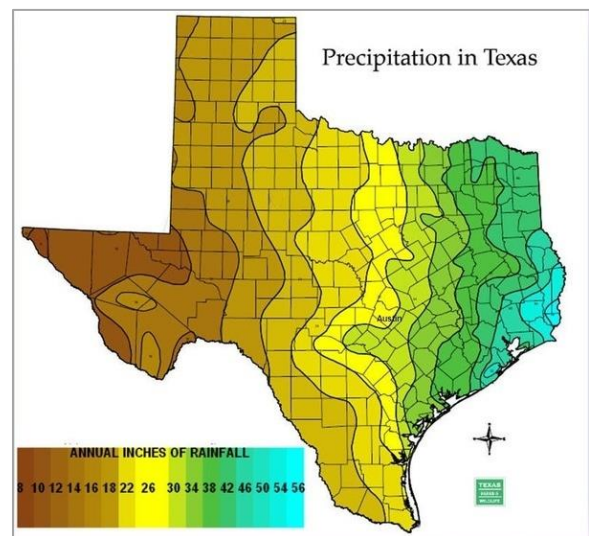 Precipitation in Texas
Austin
ANNUAL INCHES OF RAINFALL
8 10 12 14 16 18 22 26 30 34 38 42 46 50 54 56
TEXAS